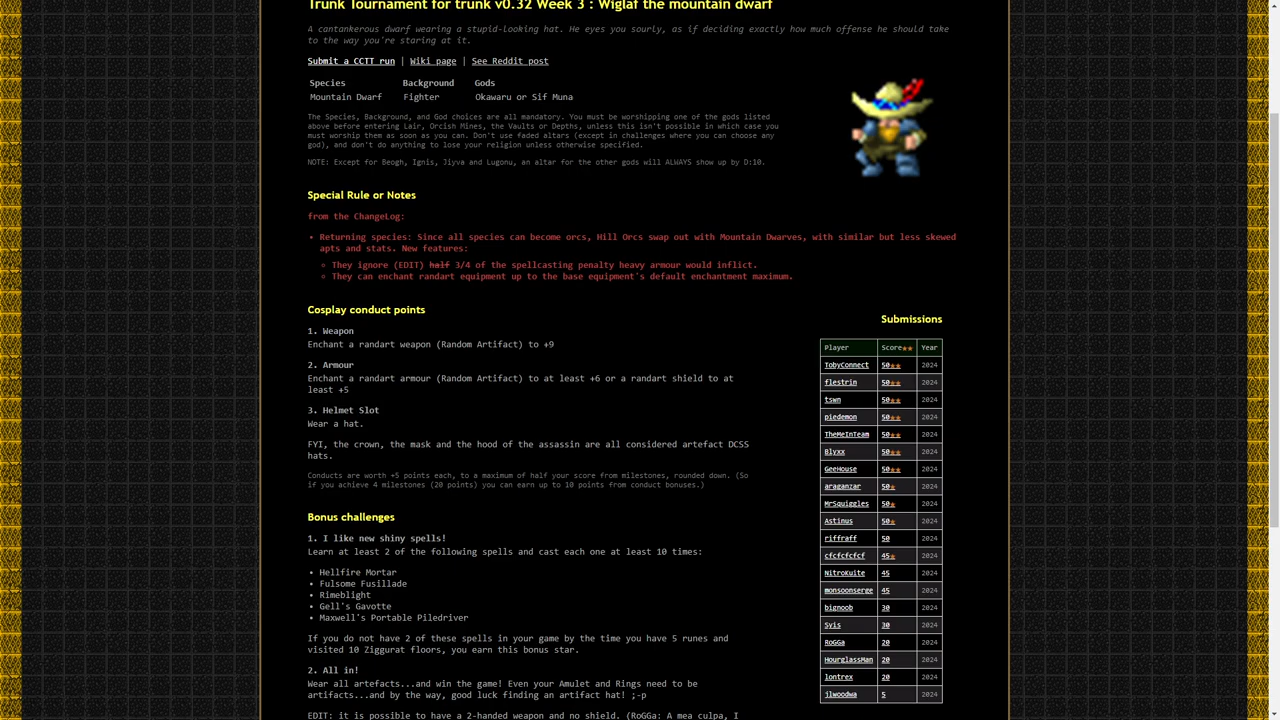 Trunk Tournament for trunk v0.32 Week 3 : Wiglaf the mountain dwarf
A cantankerous dwarf wearing a stupid-looking hat. He eyes you sourly, as if deciding exactly how much offense he should take
to the way you're staring at it.
Submit a CCTT run | Wiki page | See Reddit post
Species Background Gods
Mountain Dwarf Fighter Okawaru or Sif Muna
The Species, Background, and God choices are all mandatory. You must be worshipping one of the gods listed
above before entering Lair, Orcish Mines, the Vaults or Depths, unless this isn't possible in which case you
must worship them as soon as you can. Don't use faded altars (except in challenges where you can choose any
god), and don't do anything to lose your religion unless otherwise specified.
NOTE: Except for Beogh, Ignis, Jiyva and Lugonu, an altar for the other gods will ALWAYS show up by D:10.
Special Rule or Notes
from the ChangeLog:
• Returning species: Since all species can become orcs, Hill Orcs swap out with Mountain Dwarves, with similar but less skewed
apts and stats. New features:
They ignore (EDIT) half 3/4 of the spellcasting penalty heavy armour would inflict.
They can enchant randart equipment up to the base equipment's default enchantment maximum.
Cosplay conduct points
1. Weapon
Enchant a randart weapon (Random Artifact) to +9
2. Armour
Enchant a randart armour (Random Artifact) to at least +6 or a randart shield to at
least +5
3. Helmet Slot
Wear a hat.
FYI, the crown, the mask and the hood of the assassin are all considered artefact DCSS
hats.
Conducts are worth +5 points each, to a maximum of half your score from milestones, rounded down. (So
if you achieve 4 milestones (20 points) you can earn up to 10 points from conduct bonuses.)
Bonus challenges
1. I like new shiny spells!
Learn at least 2 of the following spells and cast each one at least 10 times:
• Hellfire Mortar
• Fulsome Fusillade
• Rimeblight
• Gell's Gavotte
• Maxwell's Portable Piledriver
If you do not have 2 of these spells in your game by the time you have 5 runes and
visited 10 Ziggurat floors, you earn this bonus star.
2. All in!
Wear all artefacts...and win the game! Even your Amulet and Rings need to be
artifacts...and by the way, good luck finding an artifact hat! ;-p
EDIT: it is possible to have a 2-handed weapon and no shield. (RoGGa: A mea culpa, I
Submissions
Player Score★★ Year
TobyConnect 50★★ 2024
flestrin 50★★ 2024
tswn 50★★ 2024
piedemon 50★★ 2024
TheMeInTeam 50★★ 2024
Blyxx 50★★ 2024
GeeHouse 50★★ 2024
araganzar 50★ 2024
MrSquiggles 50★ 2024
Astinus 50★ 2024
riffraff 50 2024
cfcfcfcfcf 45★ 2024
NitroKuite 45 2024
monsoonserge 45 2024
bignoob 30 2024
Syis 30 2024
RoGGa 20 2024
HourglassMan 20 2024
lontrex 20 2024
jlwoodwa 5 2024